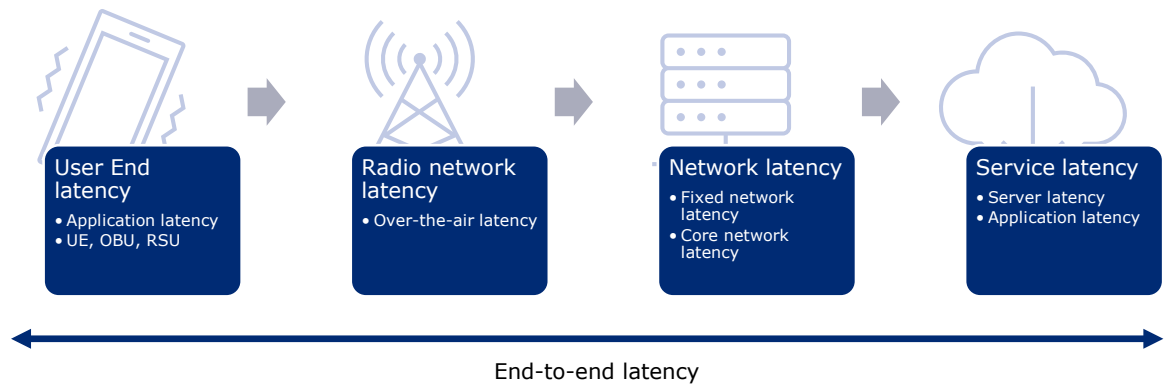 User End
latency
• Application latency
• UE, OBU, RSU
Radio network
latency
• Over-the-air latency
Network latency
• Fixed network
latency
• Core network
latency
Service latency
• Server latency
• Application latency
End-to-end latency